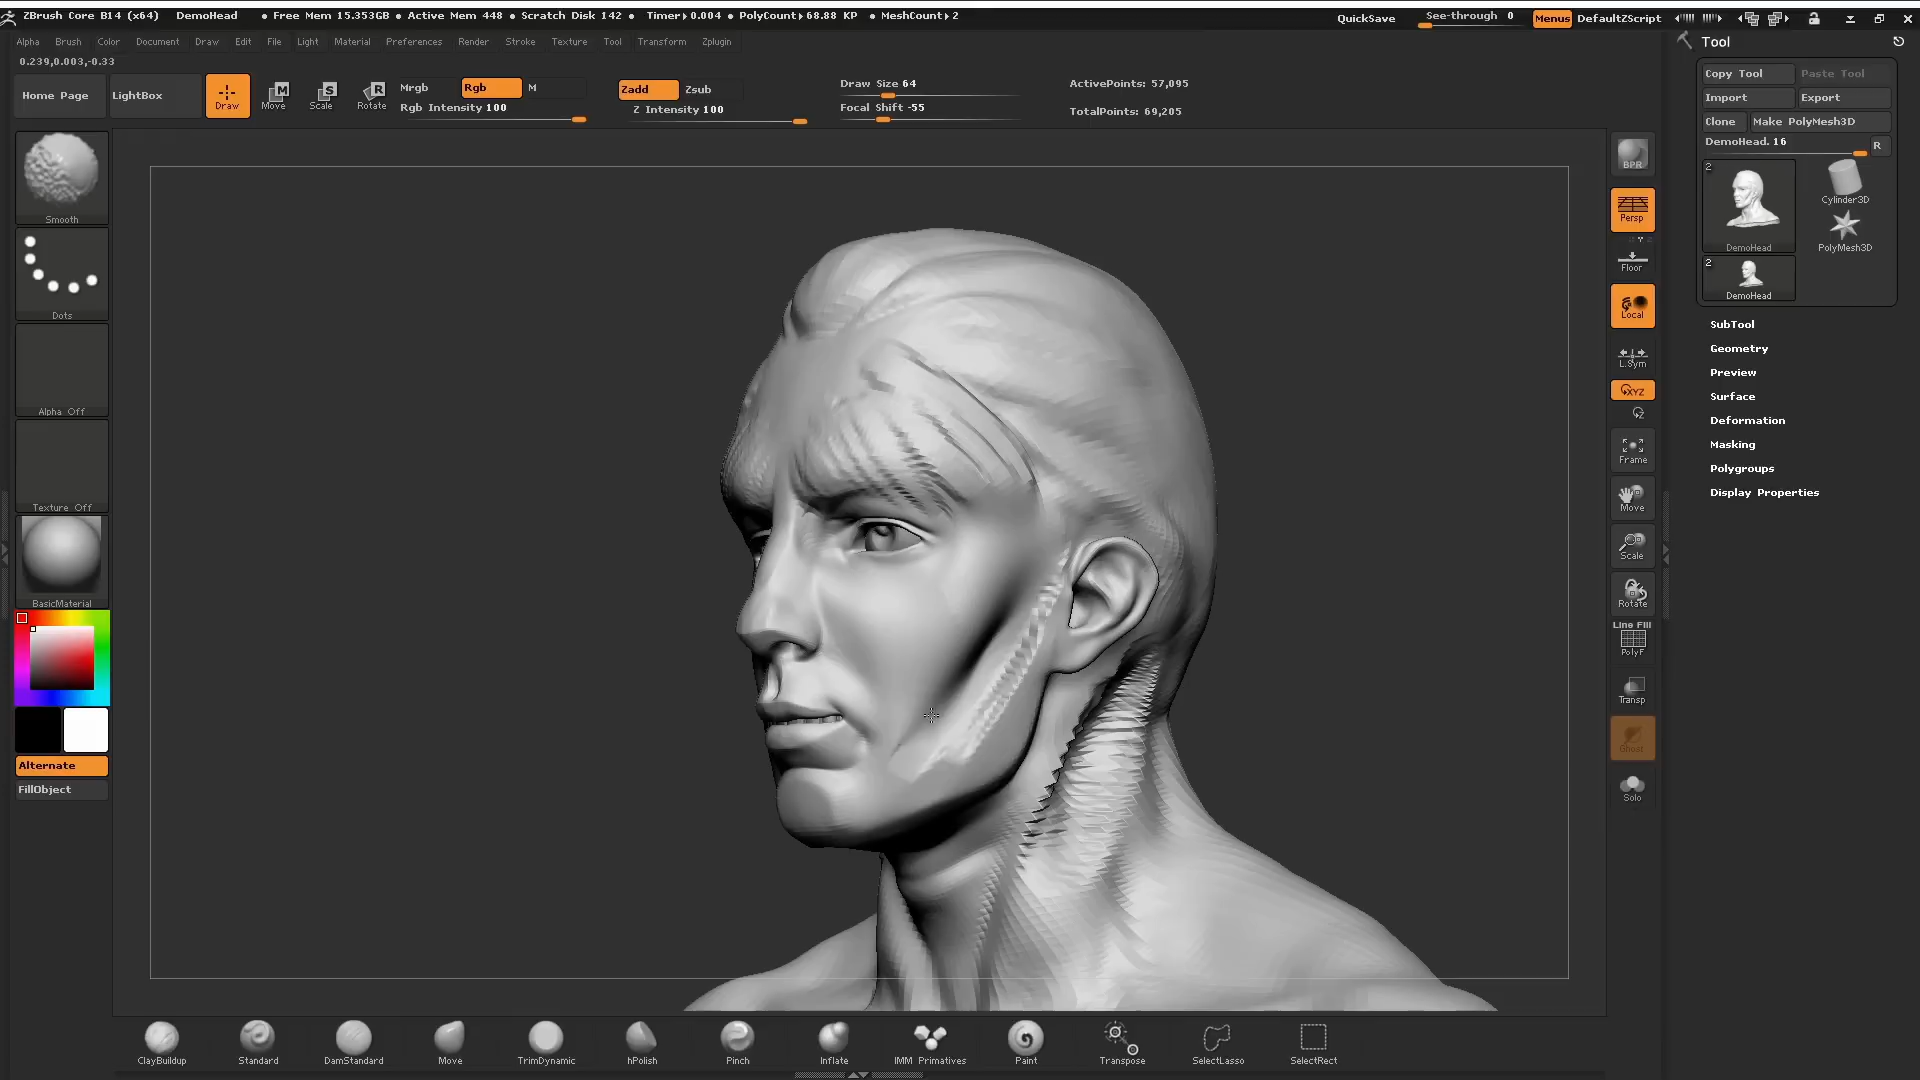 ZBrush Core B14 (x64) DemoHead • Free Mem 15.353GB • Active Mem 448 • Scratch Disk 142 • Timer▸0.004 • PolyCount▸68.88 KP • MeshCount▸2 QuickSave See-through 0 Menus DefaultZScript
Alpha Brush Color Document Draw Edit File Light Material Preferences Render Stroke Texture Tool Transform Zplugin
Tool
0.239,0.003,-0.33
Home Page LightBox Draw Move Scale Rotate
M S R
Mrgb Rgb M
Rgb Intensity 100
Zadd Zsub
Z Intensity 100
Draw Size 64
Focal Shift -55
ActivePoints: 57,095
TotalPoints: 69,205
Copy Tool Paste Tool
Import Export
Clone Make PolyMesh3D
DemoHead. 16 R
2
DemoHead
Cylinder3D
PolyMesh3D
2
DemoHead
SubTool
Geometry
Preview
Surface
Deformation
Masking
Polygroups
Display Properties
Smooth
Dots
Alpha Off
Texture Off
BasicMaterial
Alternate
FillObject
BPR
Persp
Floor
Local
L.Sym
XYZ
Z
Frame
Move
Scale
Rotate
Line Fill
PolyF
Transp
Ghost
Solo
ClayBuildup Standard DamStandard Move TrimDynamic hPolish Pinch Inflate IMM Primatives Paint Transpose SelectLasso SelectRect